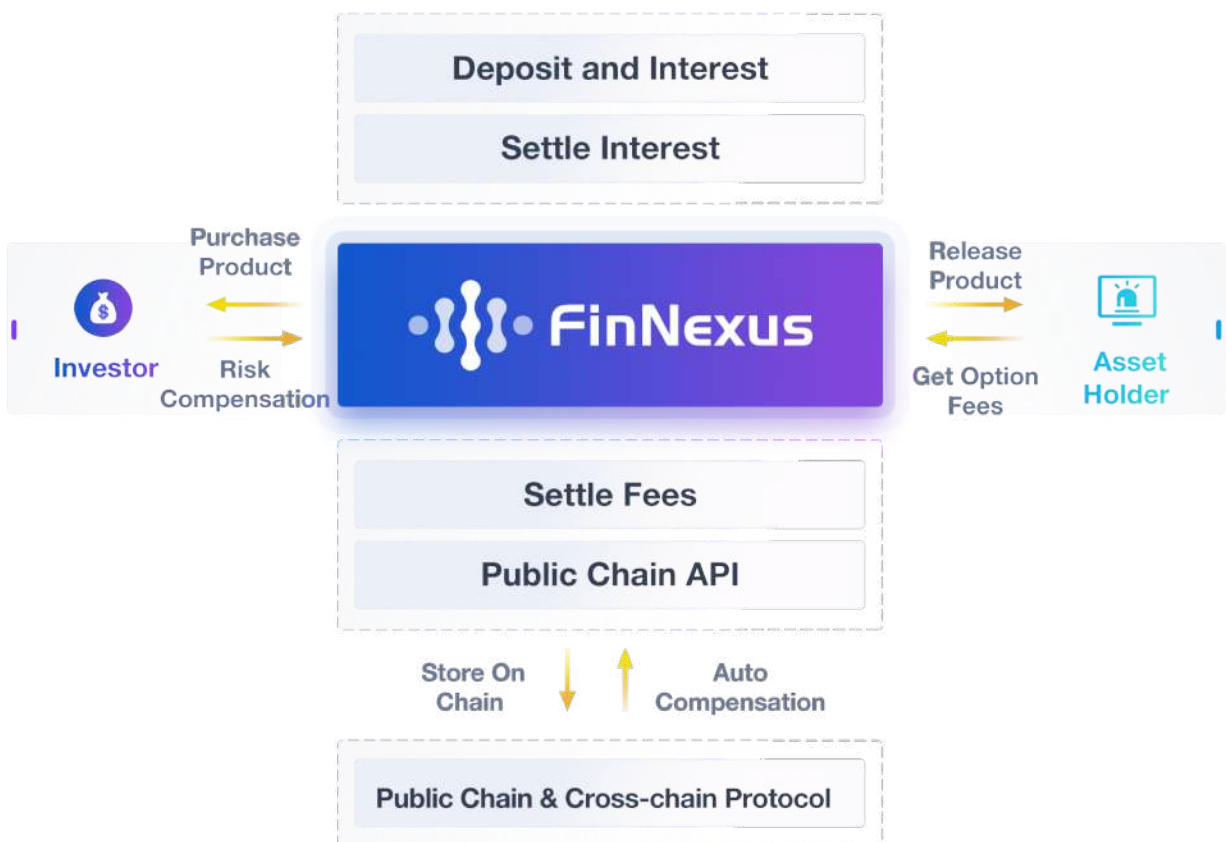 Deposit and Interest
Settle Interest
Purchase
Product
Investor
Risk
Compensation
FinNexus
Release
Product
Get Option
Fees
Asset
Holder
Settle Fees
Public Chain API
Store On
Chain
Auto
Compensation
Public Chain & Cross-chain Protocol